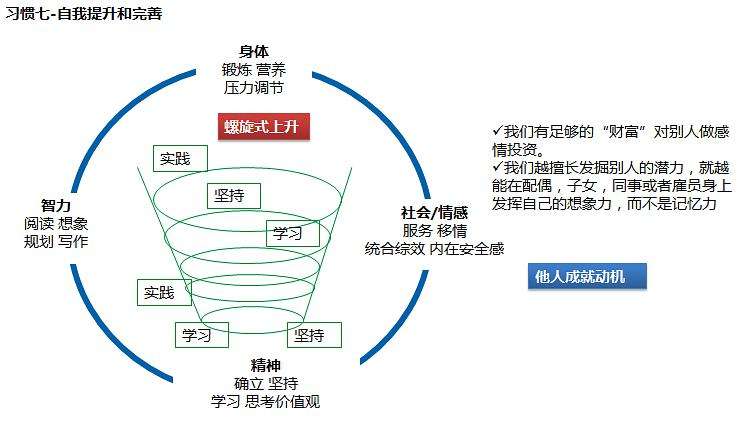 习惯七-自我提升和完善
身体
锻炼 营养
压力调节
螺旋式上升
实践
坚持
学习
实践
学习
坚持
智力
阅读 想象
规划 写作
社会/情感
服务 移情
统合综效 内在安全感
精神
确立 坚持
学习 思考价值观
✓我们有足够的“财富”对别人做感
情投资。
✓我们越擅长发掘别人的潜力，就越
能在配偶，子女，同事或者雇员身上
发挥自己的想象力，而不是记忆力
他人成就动机